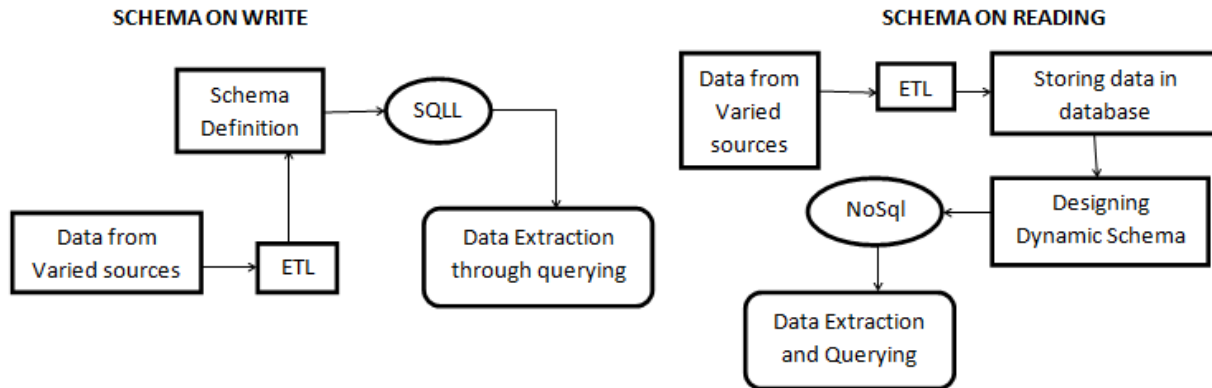 SCHEMA ON WRITE
Schema
Definition
SQLL
Data from
Varied sources
ETL
Data Extraction
through querying
SCHEMA ON READING
Data from
Varied
sources
ETL
Storing data in
database
Designing
Dynamic Schema
NoSql
Data Extraction
and Querying